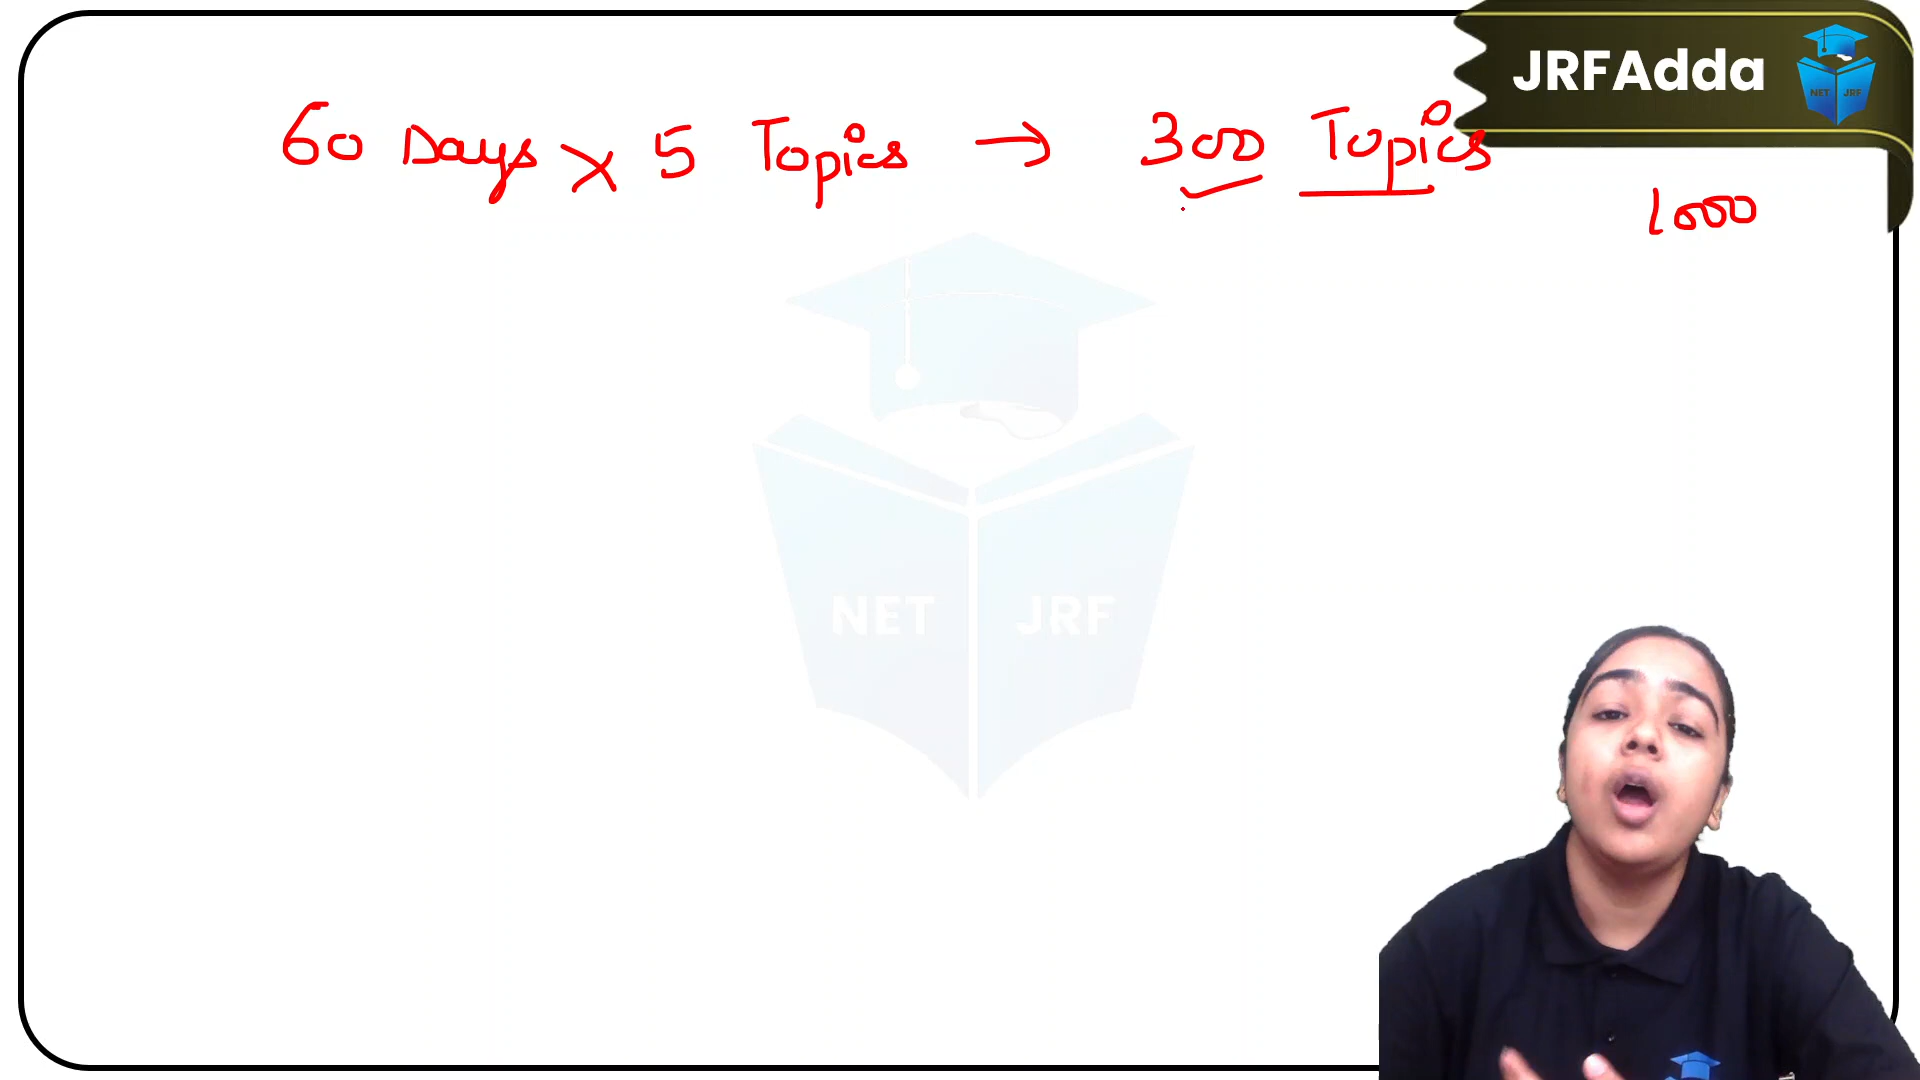 JRFAdda
NET JRF
60 Days × 5 Topics → 300 Topics
1000
NET JRF